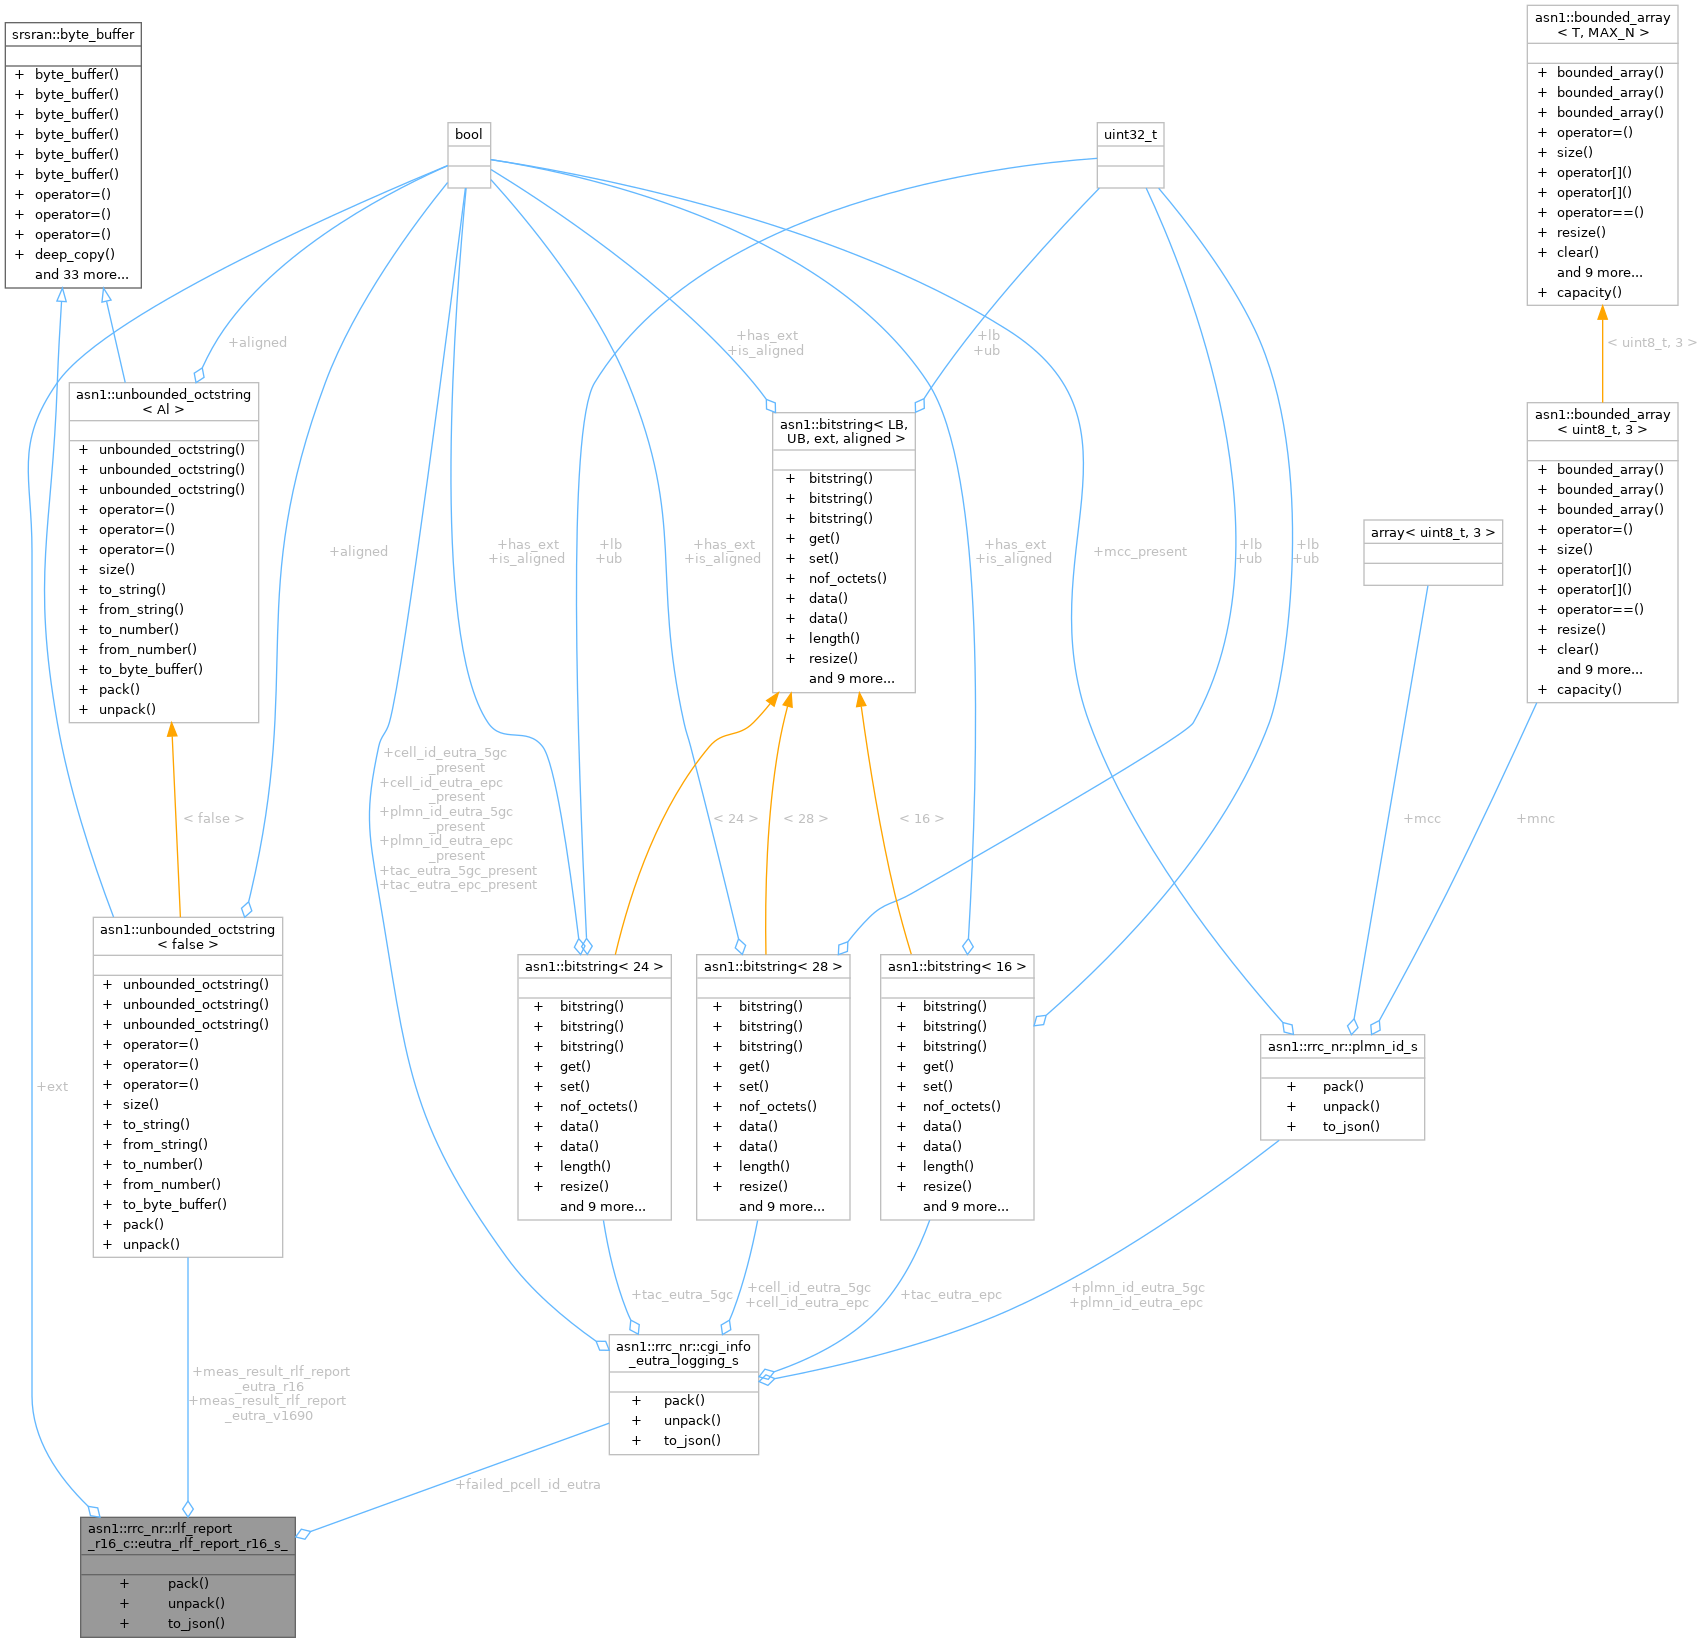 srsran::byte_buffer
+ byte_buffer()
+ byte_buffer()
+ byte_buffer()
+ byte_buffer()
+ byte_buffer()
+ byte_buffer()
+ operator=()
+ operator=()
+ operator=()
+ deep_copy()
and 33 more...
bool
uint32_t
asn1::bounded_array
< T, MAX_N >
+ bounded_array()
+ bounded_array()
+ bounded_array()
+ operator=()
+ size()
+ operator[]()
+ operator[]()
+ operator==()
+ resize()
+ clear()
and 9 more...
+ capacity()
+aligned
+has_ext
+is_aligned
+lb
+ub
< uint8_t, 3 >
asn1::unbounded_octstring
< Al >
+ unbounded_octstring()
+ unbounded_octstring()
+ unbounded_octstring()
+ operator=()
+ operator=()
+ operator=()
+ size()
+ to_string()
+ from_string()
+ to_number()
+ from_number()
+ to_byte_buffer()
+ pack()
+ unpack()
asn1::bitstring< LB,
UB, ext, aligned >
+ bitstring()
+ bitstring()
+ bitstring()
+ get()
+ set()
+ nof_octets()
+ data()
+ data()
+ length()
+ resize()
and 9 more...
asn1::bounded_array
< uint8_t, 3 >
+ bounded_array()
+ bounded_array()
+ bounded_array()
+ operator=()
+ size()
+ operator[]()
+ operator[]()
+ operator==()
+ resize()
+ clear()
and 9 more...
+ capacity()
array< uint8_t, 3 >
+aligned
+has_ext
+is_aligned
+lb
+ub
+has_ext
+is_aligned
+has_ext
+is_aligned
+mcc_present
+lb
+ub
+lb
+ub
+cell_id_eutra_5gc
_present
+cell_id_eutra_epc
_present
+plmn_id_eutra_5gc
_present
+plmn_id_eutra_epc
_present
+tac_eutra_5gc_present
+tac_eutra_epc_present
< false >
< 24 >
< 28 >
< 16 >
+mcc
+mnc
asn1::unbounded_octstring
< false >
+ unbounded_octstring()
+ unbounded_octstring()
+ unbounded_octstring()
+ operator=()
+ operator=()
+ operator=()
+ size()
+ to_string()
+ from_string()
+ to_number()
+ from_number()
+ to_byte_buffer()
+ pack()
+ unpack()
asn1::bitstring< 24 >
+ bitstring()
+ bitstring()
+ bitstring()
+ get()
+ set()
+ nof_octets()
+ data()
+ data()
+ length()
+ resize()
and 9 more...
asn1::bitstring< 28 >
+ bitstring()
+ bitstring()
+ bitstring()
+ get()
+ set()
+ nof_octets()
+ data()
+ data()
+ length()
+ resize()
and 9 more...
asn1::bitstring< 16 >
+ bitstring()
+ bitstring()
+ bitstring()
+ get()
+ set()
+ nof_octets()
+ data()
+ data()
+ length()
+ resize()
and 9 more...
asn1::rrc_nr::plmn_id_s
+ pack()
+ unpack()
+ to_json()
+ext
+tac_eutra_5gc
+cell_id_eutra_5gc
+cell_id_eutra_epc
+tac_eutra_epc
+plmn_id_eutra_5gc
+plmn_id_eutra_epc
asn1::rrc_nr::cgi_info
_eutra_logging_s
+ pack()
+ unpack()
+ to_json()
+meas_result_rlf_report
_eutra_r16
+meas_result_rlf_report
_eutra_v1690
+failed_pcell_id_eutra
asn1::rrc_nr::rlf_report
_r16_c::eutra_rlf_report_r16_s_
+ pack()
+ unpack()
+ to_json()